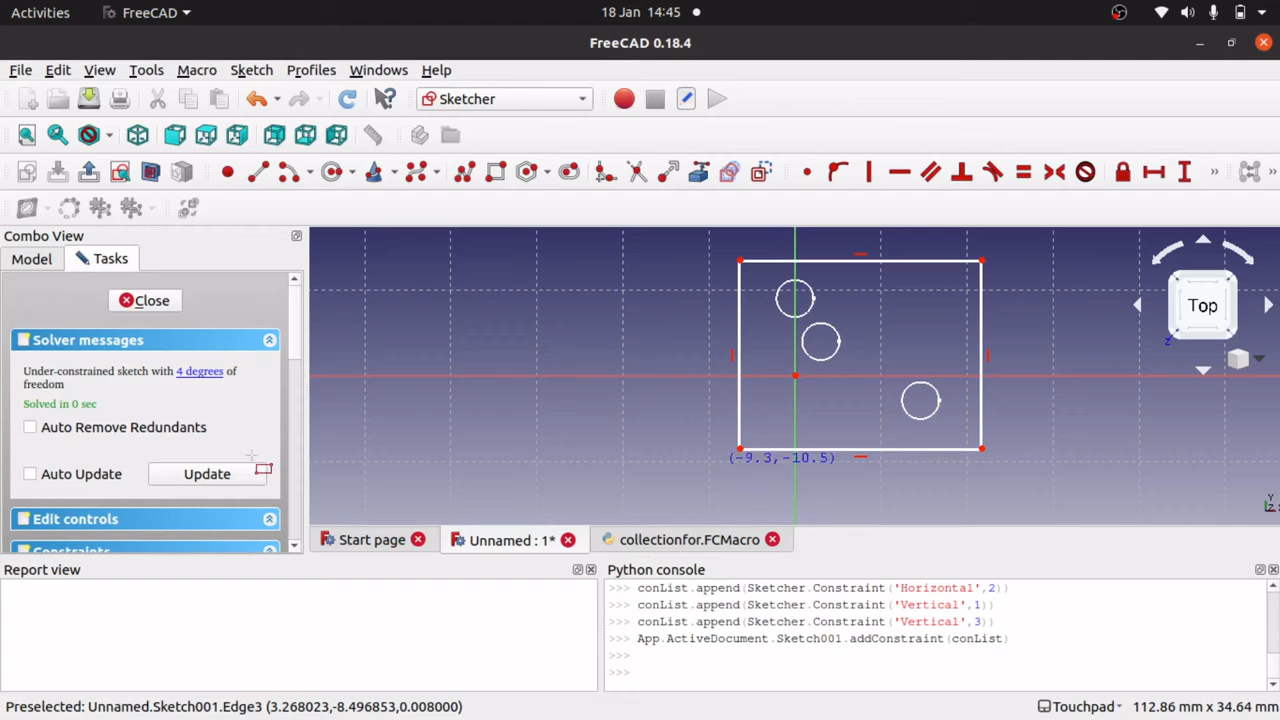 Activities FreeCAD 18 Jan 14:45
FreeCAD 0.18.4
File Edit View Tools Macro Sketch Profiles Windows Help
Sketcher
Combo View
Model Tasks
Close
Solver messages
Under-constrained sketch with 4 degrees of
freedom
Solved in 0 sec
Auto Remove Redundants
Auto Update Update
Edit controls
Constraints
(-9.3,-10.5)
Top
Start page Unnamed : 1* collectionfor.FCMacro
Report view
Python console
>>> conList.append(Sketcher.Constraint('Horizontal',2))
>>> conList.append(Sketcher.Constraint('Vertical',1))
>>> conList.append(Sketcher.Constraint('Vertical',3))
>>> App.ActiveDocument.Sketch001.addConstraint(conList)
>>>
>>>
Preselected: Unnamed.Sketch001.Edge3 (3.268023,-8.496853,0.008000) Touchpad 112.86 mm x 34.64 mm